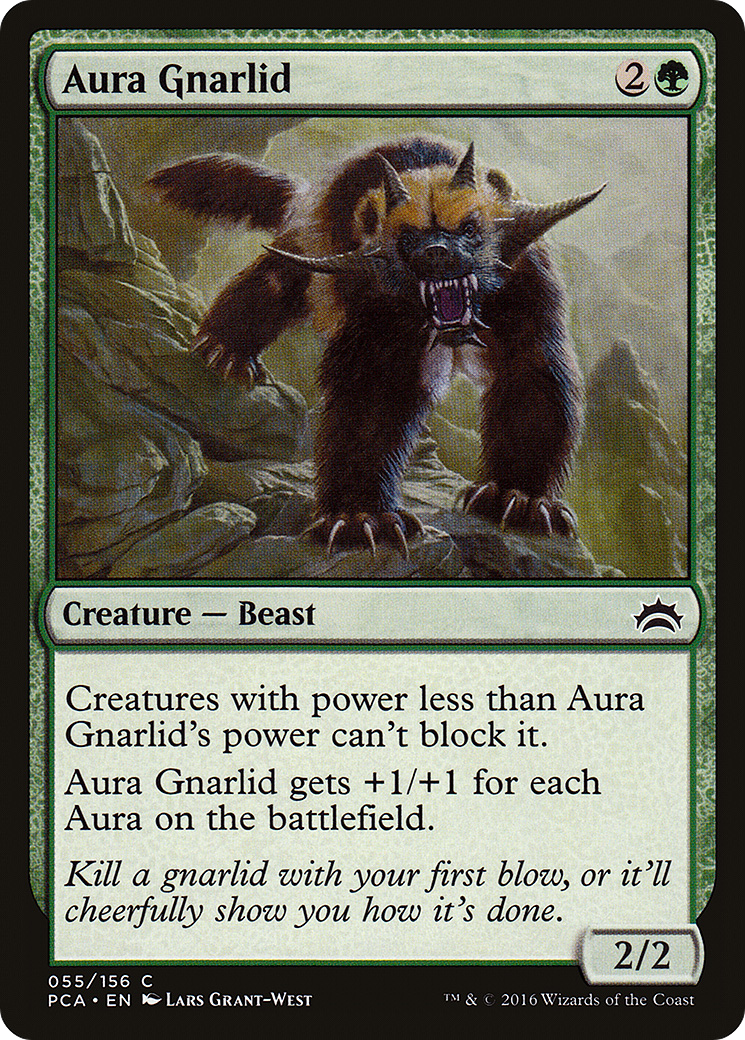 Aura Gnarlid 2
Creature — Beast
Creatures with power less than Aura
Gnarlid's power can't block it.
Aura Gnarlid gets +1/+1 for each
Aura on the battlefield.
Kill a gnarlid with your first blow, or it'll
cheerfully show you how it's done.
2/2
055/156 C
PCA • EN Lars Grant-West ™ & © 2016 Wizards of the Coast